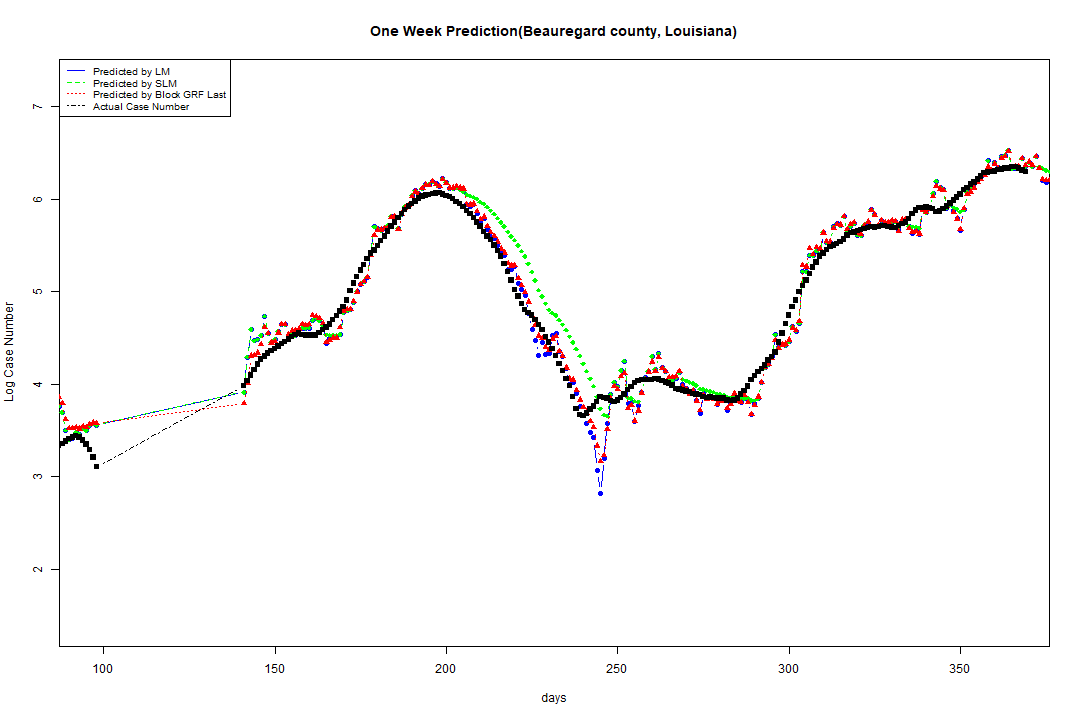 One Week Prediction(Beauregard county, Louisiana)
Predicted by LM
Predicted by SLM
Predicted by Block GRF Last
Actual Case Number
7
6
5
4
3
2
Log Case Number
100 150 200 250 300 350
days